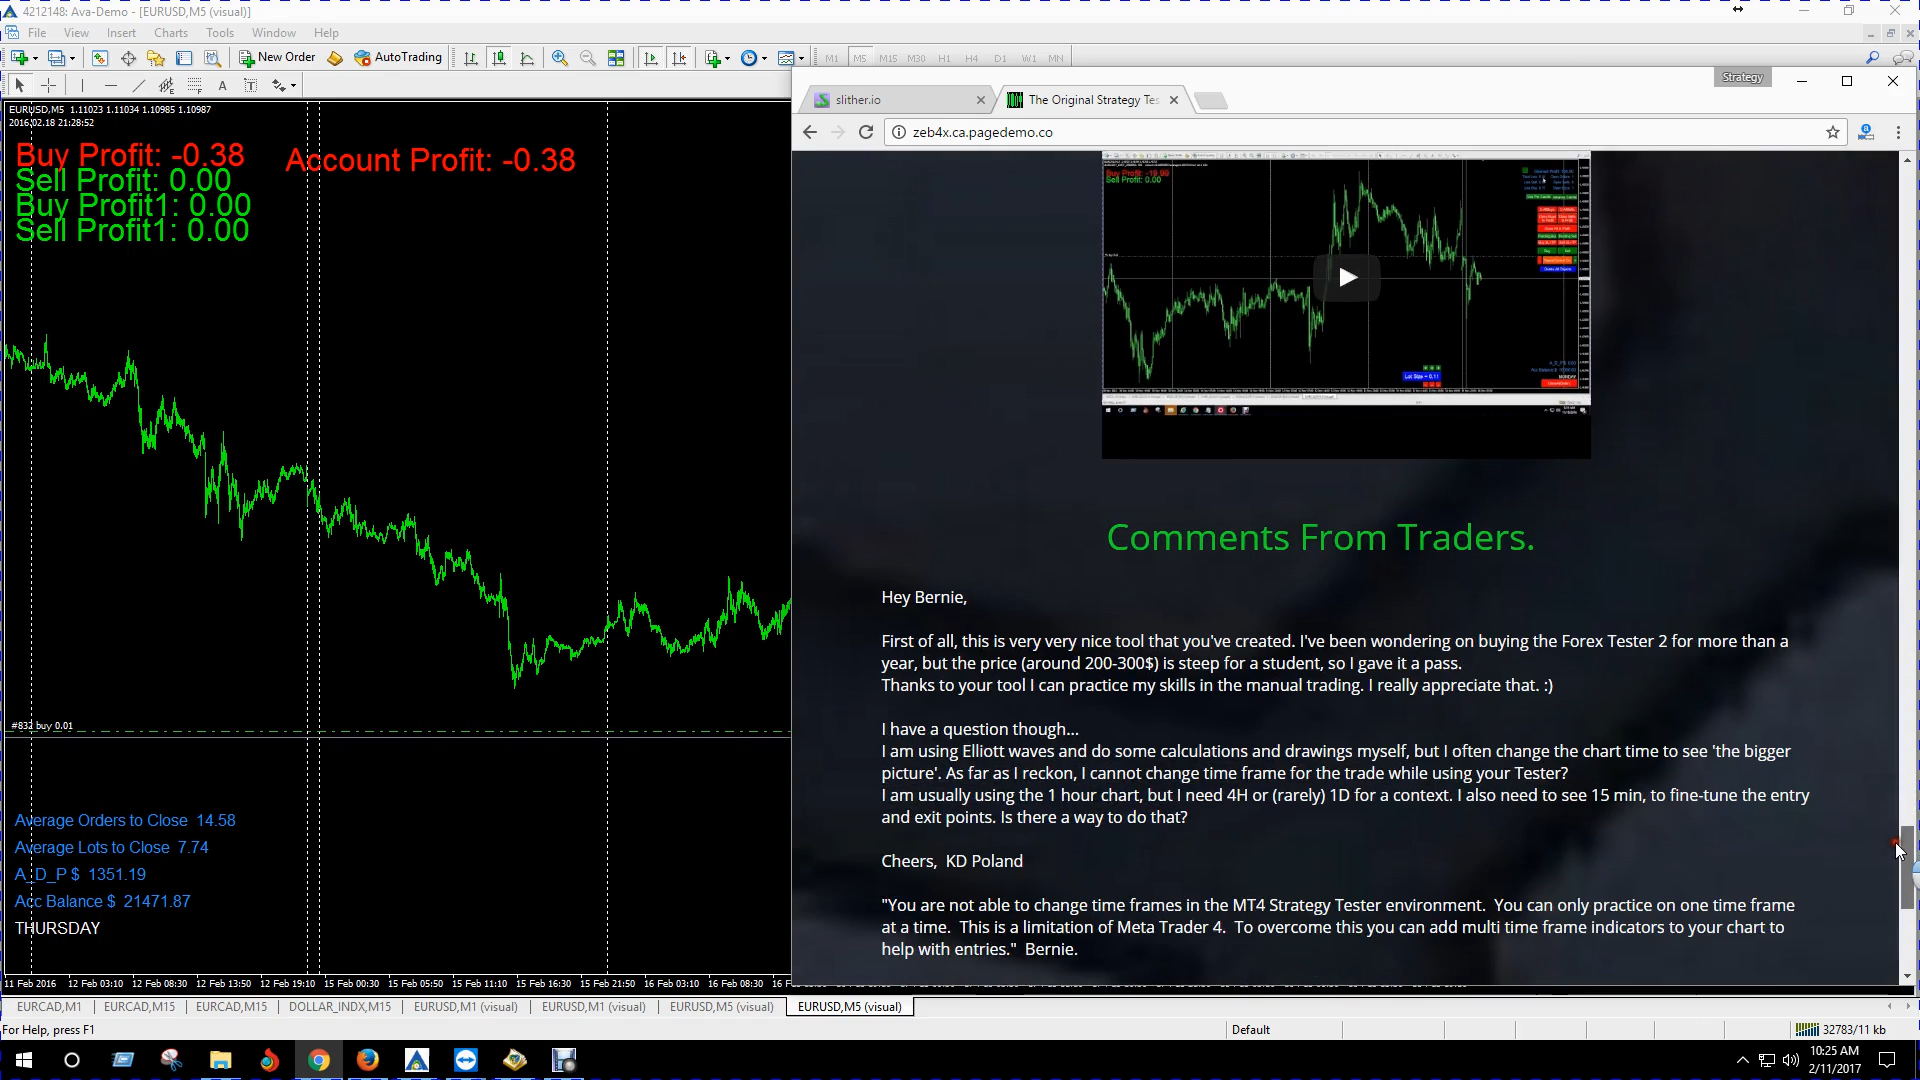 4212148: Ava-Demo - [EURUSD,M5 (visual)]
File View Insert Charts Tools Window Help
New Order AutoTrading M1 M5 M15 M30 H1 H4 D1 W1 MN
A T
Strategy
slither.io
The Original Strategy Tes
zeb4x.ca.pagedemo.co
EURUSD,M5 1.11023 1.11034 1.10985 1.10987
2016.02.18 21:28:52
Buy Profit: -0.38 Account Profit: -0.38
Sell Profit: 0.00
Buy Profit1: 0.00
Sell Profit1: 0.00
Buy Profit: -19.99
Sell Profit: 0.00
Lot Size = 0.11
MONDAY
Comments From Traders.
Hey Bernie,
First of all, this is very very nice tool that you've created. I've been wondering on buying the Forex Tester 2 for more than a
year, but the price (around 200-300$) is steep for a student, so I gave it a pass.
Thanks to your tool I can practice my skills in the manual trading. I really appreciate that. :)
I have a question though...
I am using Elliott waves and do some calculations and drawings myself, but I often change the chart time to see 'the bigger
picture'. As far as I reckon, I cannot change time frame for the trade while using your Tester?
I am usually using the 1 hour chart, but I need 4H or (rarely) 1D for a context. I also need to see 15 min, to fine-tune the entry
and exit points. Is there a way to do that?
Cheers, KD Poland
"You are not able to change time frames in the MT4 Strategy Tester environment. You can only practice on one time frame
at a time. This is a limitation of Meta Trader 4. To overcome this you can add multi time frame indicators to your chart to
help with entries." Bernie.
#832 buy 0.01
Average Orders to Close 14.58
Average Lots to Close 7.74
A_D_P $ 1351.19
Acc Balance $ 21471.87
THURSDAY
11 Feb 2016 12 Feb 03:10 12 Feb 08:30 12 Feb 13:50 12 Feb 19:10 15 Feb 00:30 15 Feb 05:50 15 Feb 11:10 15 Feb 16:30 15 Feb 21:50 16 Feb 03:10 16 Feb 08:30
EURCAD,M1 EURCAD,M15 EURCAD,M15 DOLLAR_INDX,M15 EURUSD,M1 (visual) EURUSD,M1 (visual) EURUSD,M5 (visual) EURUSD,M5 (visual)
For Help, press F1 Default 32783/11 kb
10:25 AM
2/11/2017